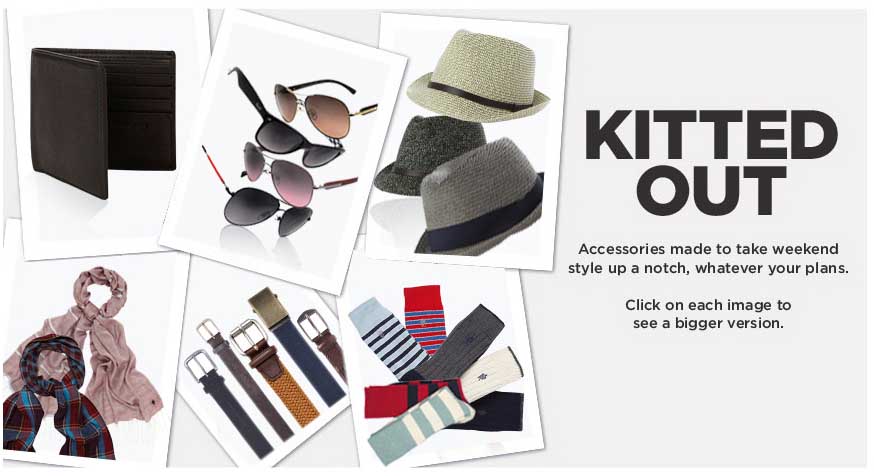 KITTED
OUT
Accessories made to take weekend
style up a notch, whatever your plans.
Click on each image to
see a bigger version.